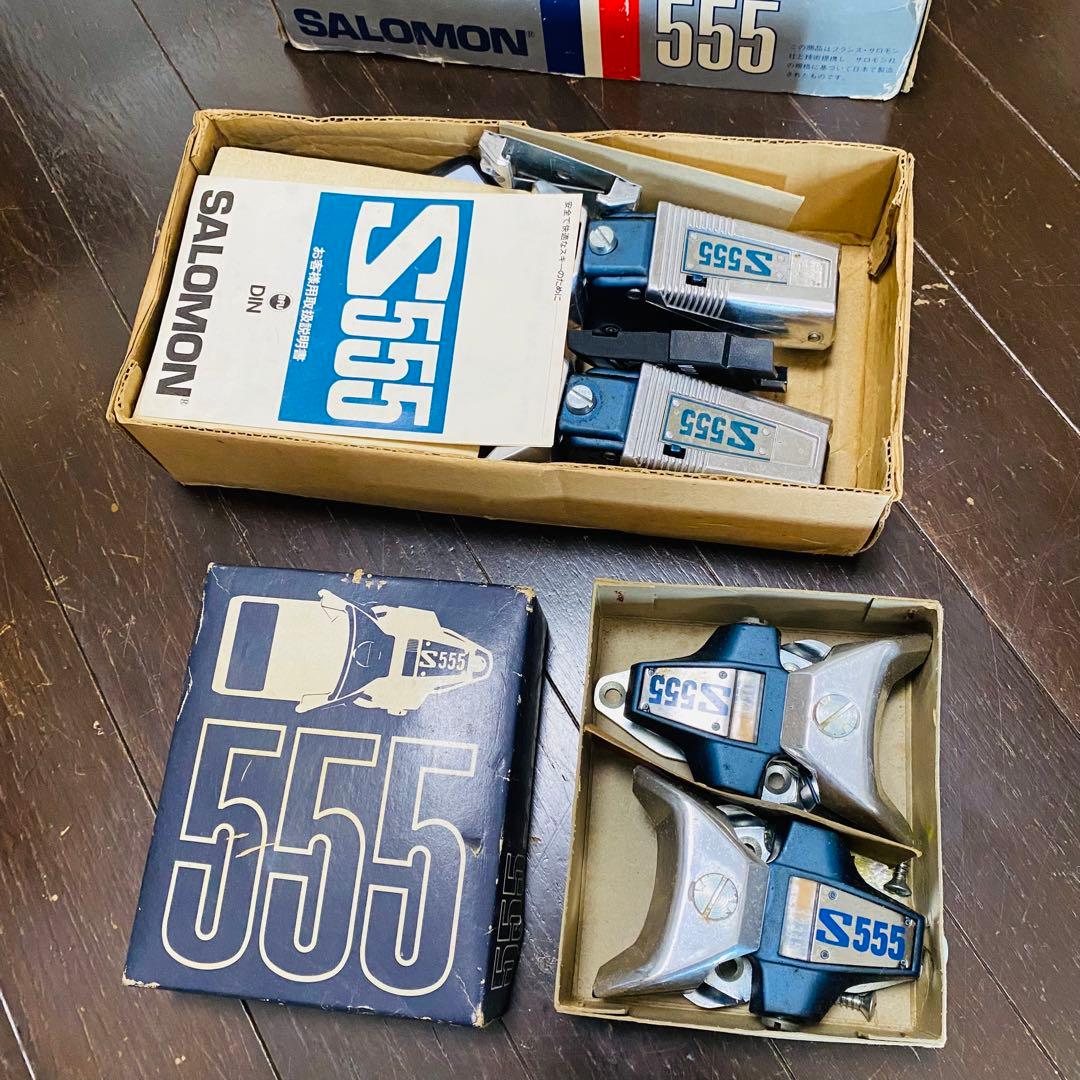 SALOMON®
555
この商品はフランス・サロモン
社と技術提携し サロモン社
の規格に基づいて日本で製造
されたものです。
SALOMON®
DIN
お客様用取扱説明書
S555
安全で快適なスキーのために
S555
S555
S555
555
555
S555
S555